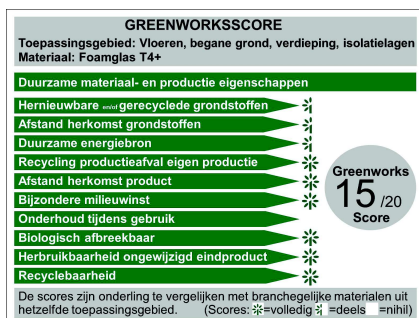 GREENWORKSSCORE
Toepassingsgebied: Vloeren, begane grond, verdieping, isolatielagen
Materiaal: Foamglas T4+
Duurzame materiaal- en productie eigenschappen
Hernieuwbare en/of gerecyclede grondstoffen
Afstand herkomst grondstoffen
Duurzame energiebron
Recycling productieafval eigen productie
Afstand herkomst product
Bijzondere milieuwinst
Onderhoud tijdens gebruik
Biologisch afbreekbaar
Herbruikbaarheid ongewijzigd eindproduct
Recyclebaarheid
Greenworks
15 /20
Score
De scores zijn onderling te vergelijken met branchegelijke materialen uit
hetzelfde toepassingsgebied. (Scores: =volledig =deels =nihil)